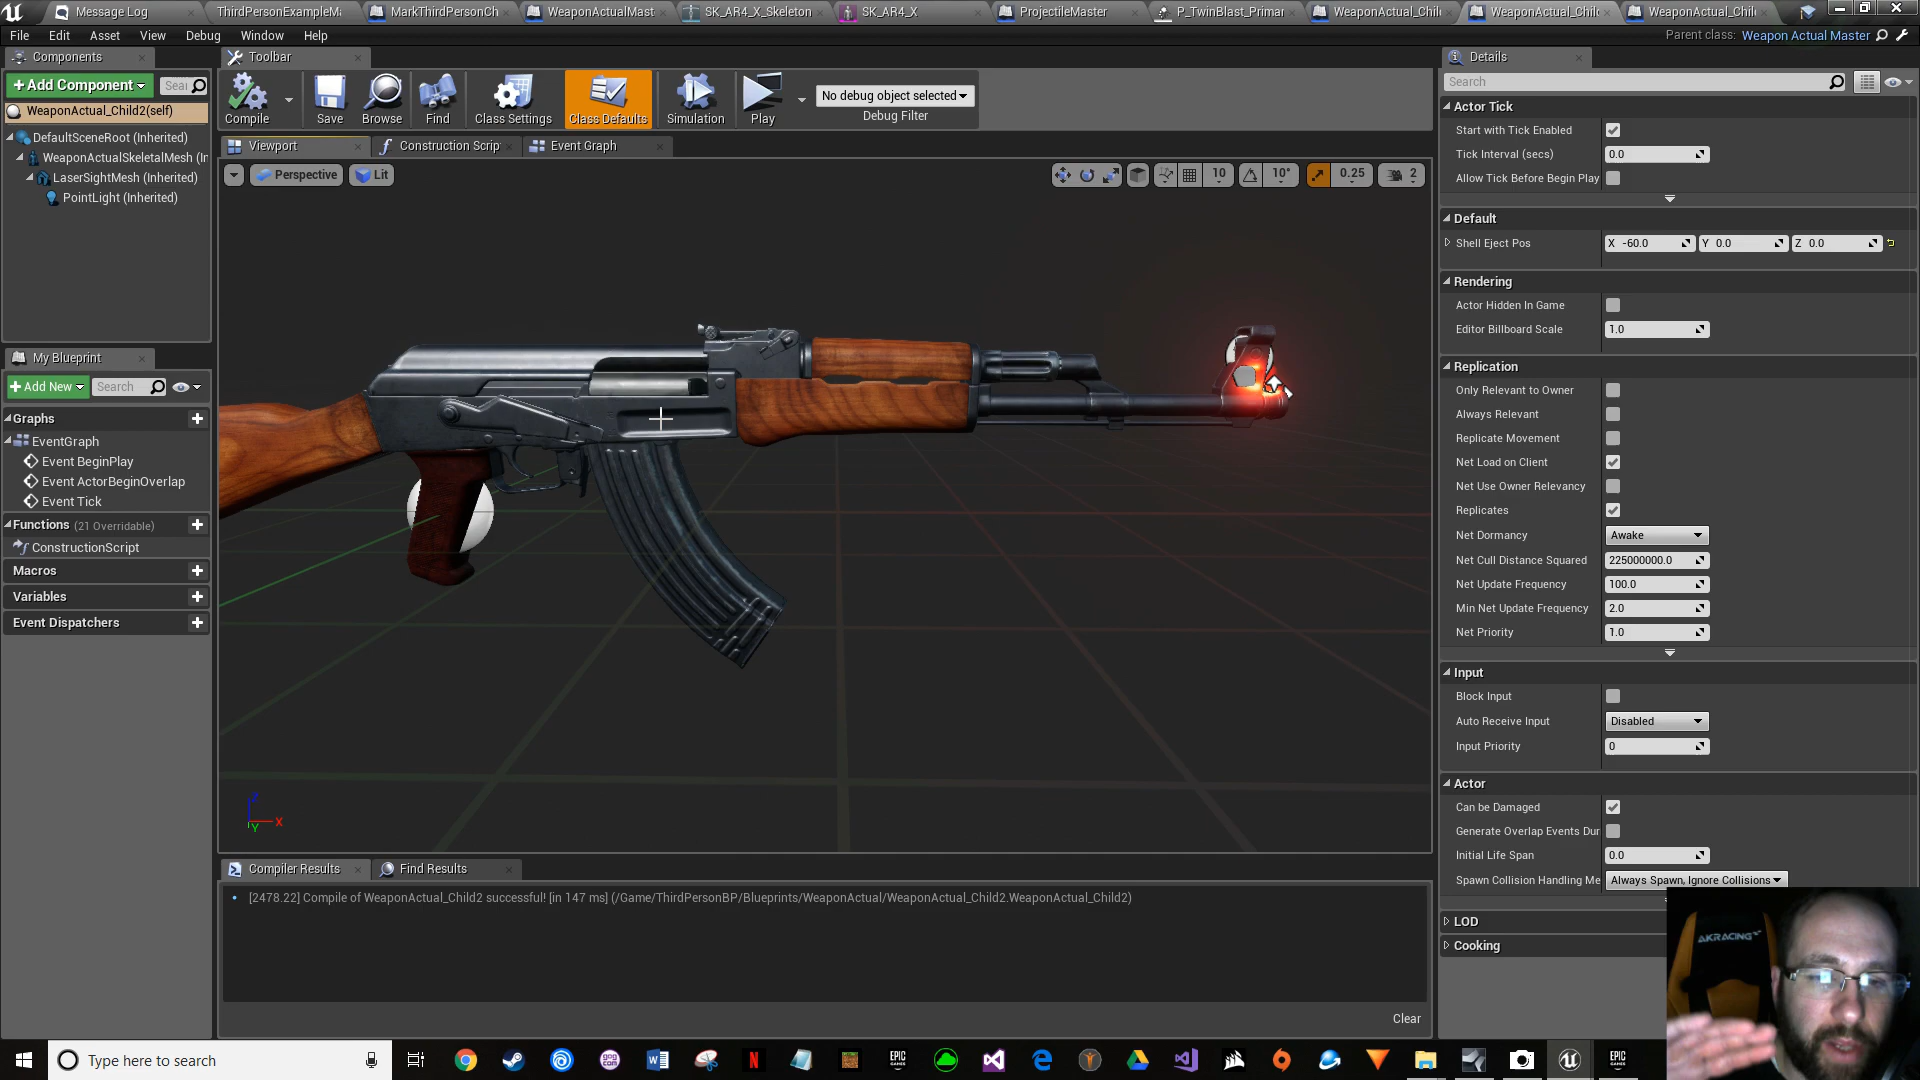 Message Log
ThirdPersonExampleMa
MarkThirdPersonCh
WeaponActualMast
SK_AR4_X_Skeleton
SK_AR4_X
ProjectileMaster
P_TwinBlast_Primar
WeaponActual_Chil
WeaponActual_Chil
WeaponActual_Chil
File Edit Asset View Debug Window Help
Parent class: Weapon Actual Master
Components
Toolbar
Details
Add Component
Sea
Compile
Save
Browse
Find
Class Settings
Class Defaults
Simulation
Play
No debug object selected
Debug Filter
Search
WeaponActual_Child2(self)
DefaultSceneRoot (Inherited)
WeaponActualSkeletalMesh (In
LaserSightMesh (Inherited)
PointLight (Inherited)
Viewport
Construction Scrip
Event Graph
Perspective
Lit
10
10°
0.25
2
Actor Tick
Start with Tick Enabled
Tick Interval (secs) 0.0
Allow Tick Before Begin Play
Default
Shell Eject Pos X -60.0 Y 0.0 Z 0.0
Rendering
Actor Hidden In Game
Editor Billboard Scale 1.0
Replication
Only Relevant to Owner
Always Relevant
Replicate Movement
Net Load on Client
Net Use Owner Relevancy
Replicates
Net Dormancy Awake
Net Cull Distance Squared 225000000.0
Net Update Frequency 100.0
Min Net Update Frequency 2.0
Net Priority 1.0
Input
Block Input
Auto Receive Input Disabled
Input Priority 0
Actor
Can be Damaged
Generate Overlap Events Dur
Initial Life Span 0.0
Spawn Collision Handling Me Always Spawn, Ignore Collisions
LOD
Cooking
My Blueprint
Add New
Search
Graphs
EventGraph
Event BeginPlay
Event ActorBeginOverlap
Event Tick
Functions (21 Overridable)
ConstructionScript
Macros
Variables
Event Dispatchers
Z
X
Y
Compiler Results
Find Results
[2478.22] Compile of WeaponActual_Child2 successful! [in 147 ms] (/Game/ThirdPersonBP/Blueprints/WeaponActual/WeaponActual_Child2.WeaponActual_Child2)
Clear
AKRACING
Type here to search
gog
com
N
EPIC
GAMES
EPIC
GAMES